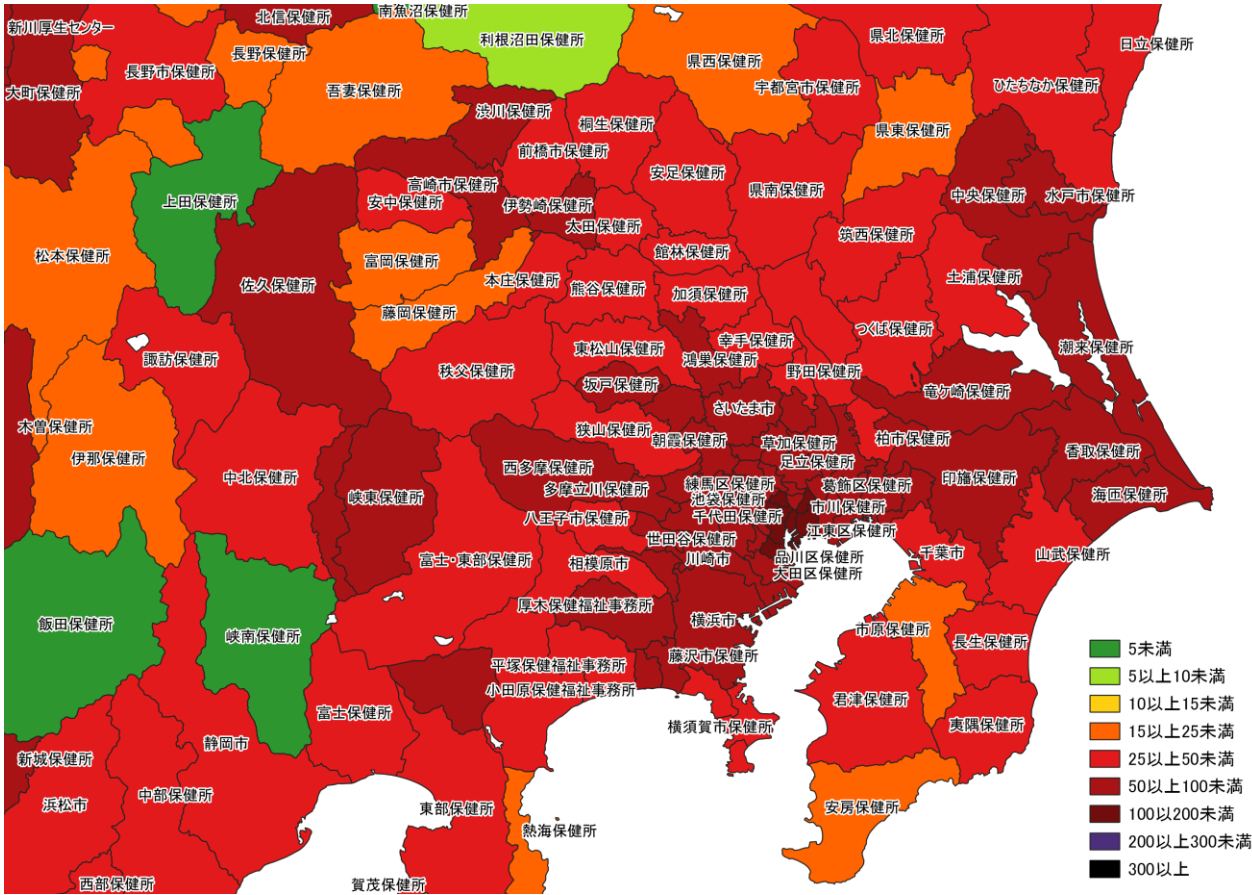 新川厚生センター
北信保健所
南魚沼保健所
利根沼田保健所
県北保健所
日立保健所
長野保健所
長野市保健所
県西保健所
宇都宮市保健所
ひたちなか保健所
大町保健所
吾妻保健所
渋川保健所
桐生保健所
県東保健所
前橋市保健所
安足保健所
県南保健所
上田保健所
高崎市保健所
安中保健所
伊勢崎保健所
太田保健所
中央保健所
水戸市保健所
筑西保健所
松本保健所
富岡保健所
館林保健所
佐久保健所
本庄保健所
熊谷保健所
加須保健所
土浦保健所
藤岡保健所
つくば保健所
諏訪保健所
東松山保健所
幸手保健所
鴻巣保健所
潮来保健所
秩父保健所
坂戸保健所
野田保健所
竜ケ崎保健所
さいたま市
木曽保健所
狭山保健所
朝霞保健所
草加保健所
柏市保健所
伊那保健所
香取保健所
中北保健所
峡東保健所
西多摩保健所
足立保健所
多摩立川保健所
練馬区保健所
葛飾区保健所
印旛保健所
海匝保健所
池袋保健所
八王子市保健所
千代田保健所
市川保健所
世田谷保健所
江東区保健所
富士・東部保健所
相模原市
川崎市
品川区保健所
大田区保健所
千葉市
山武保健所
厚木保健福祉事務所
横浜市
飯田保健所
峡南保健所
市原保健所
長生保健所
藤沢市保健所
平塚保健福祉事務所
小田原保健福祉事務所
君津保健所
富士保健所
横須賀市保健所
夷隅保健所
静岡市
新城保健所
浜松市
中部保健所
東部保健所
熱海保健所
安房保健所
西部保健所
賀茂保健所
5未満
5以上10未満
10以上15未満
15以上25未満
25以上50未満
50以上100未満
100以200未満
200以上300未満
300以上